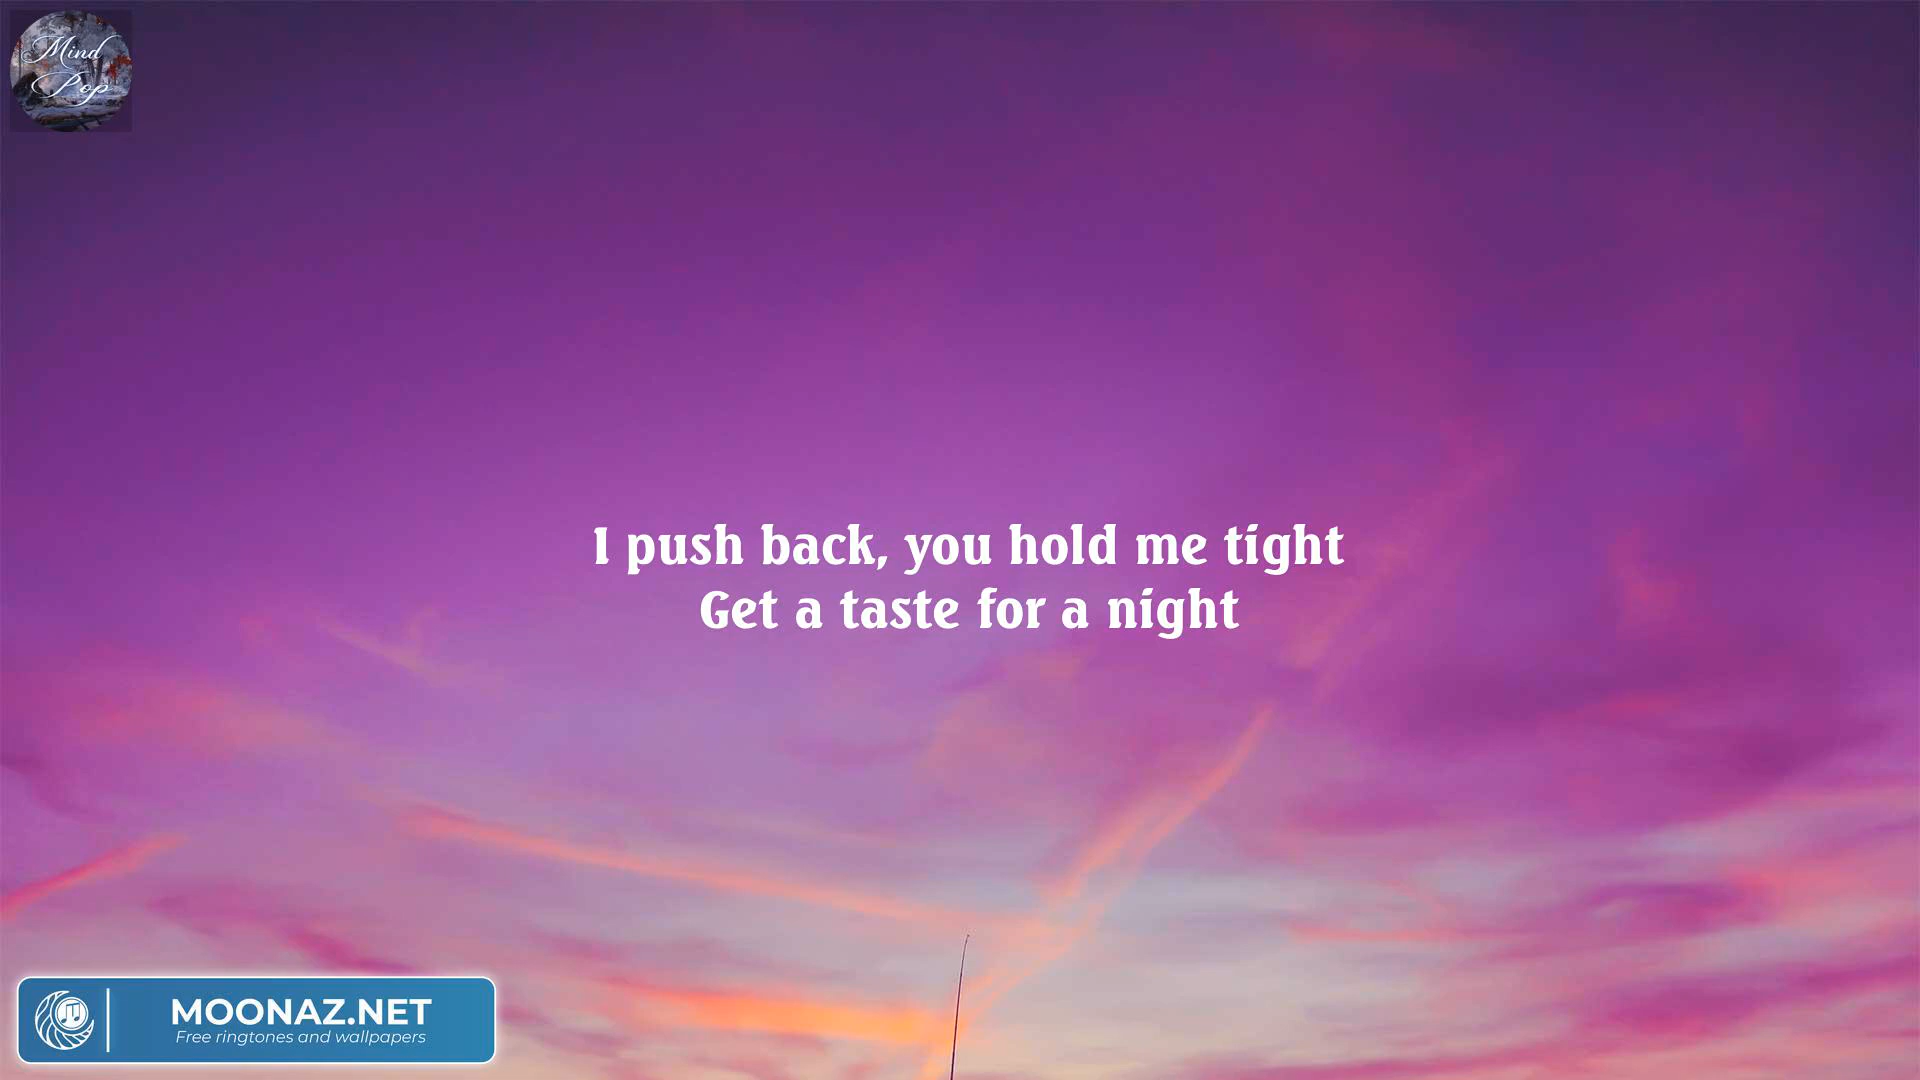 Mind
Pop
I push back, you hold me tight
Get a taste for a night
MOONAZ.NET
Free ringtones and wallpapers